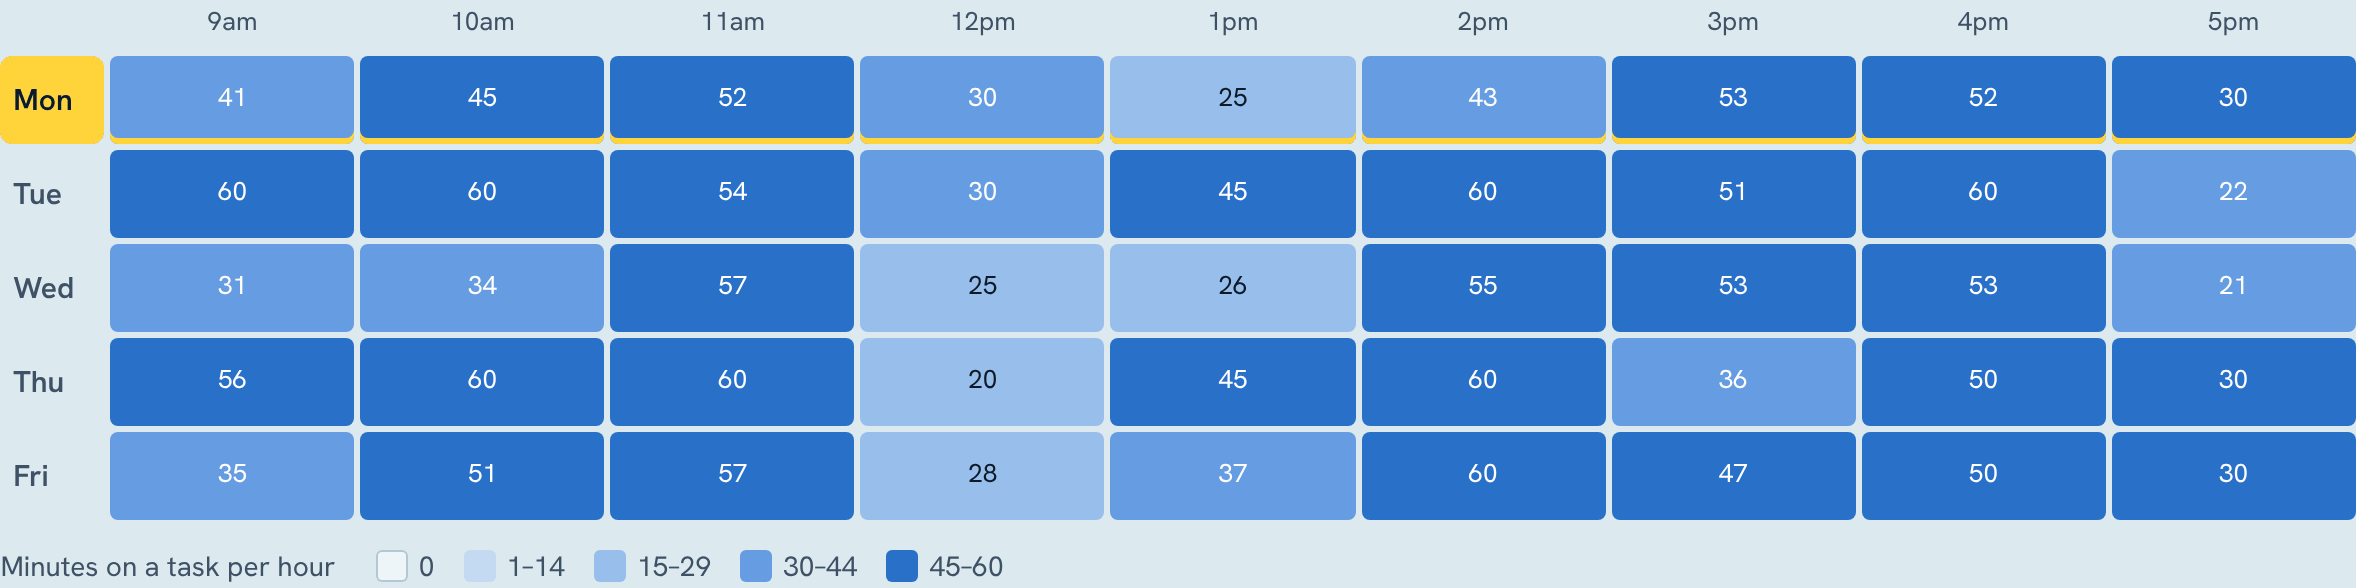 9am 10am 11am 12pm 1pm 2pm 3pm 4pm 5pm
Mon 41 45 52 30 25 43 53 52 30
Tue 60 60 54 30 45 60 51 60 22
Wed 31 34 57 25 26 55 53 53 21
Thu 56 60 60 20 45 60 36 50 30
Fri 35 51 57 28 37 60 47 50 30
Minutes on a task per hour 0 1–14 15–29 30–44 45–60